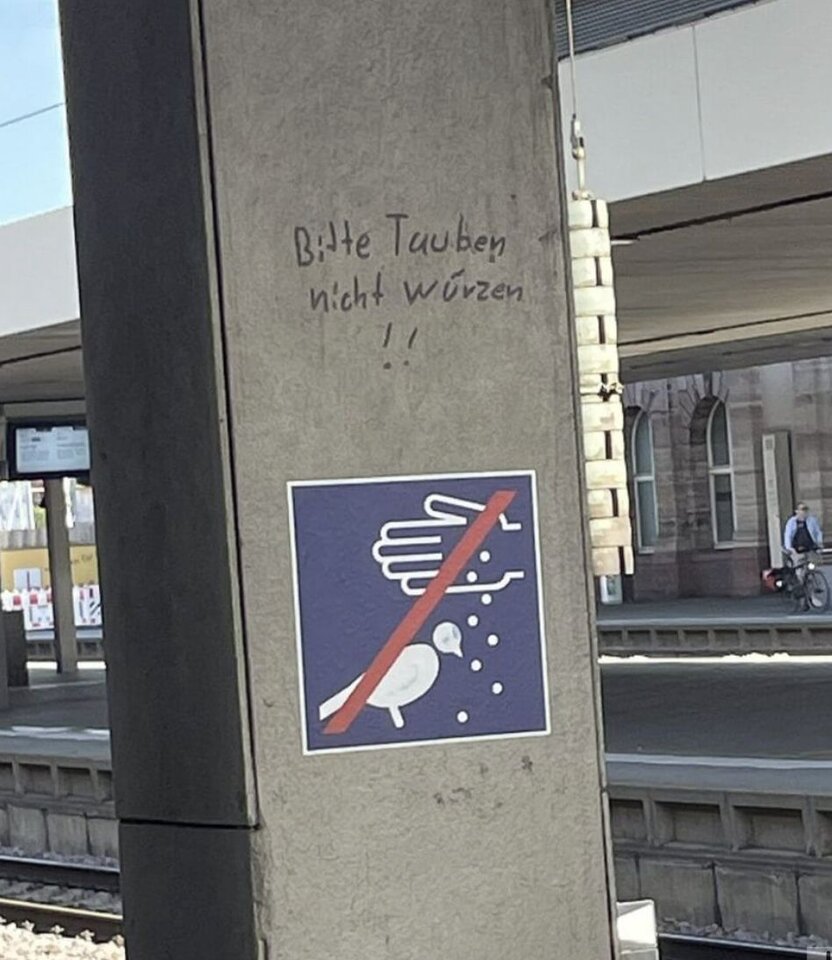 Bitte Tauben
nicht würzen
!!